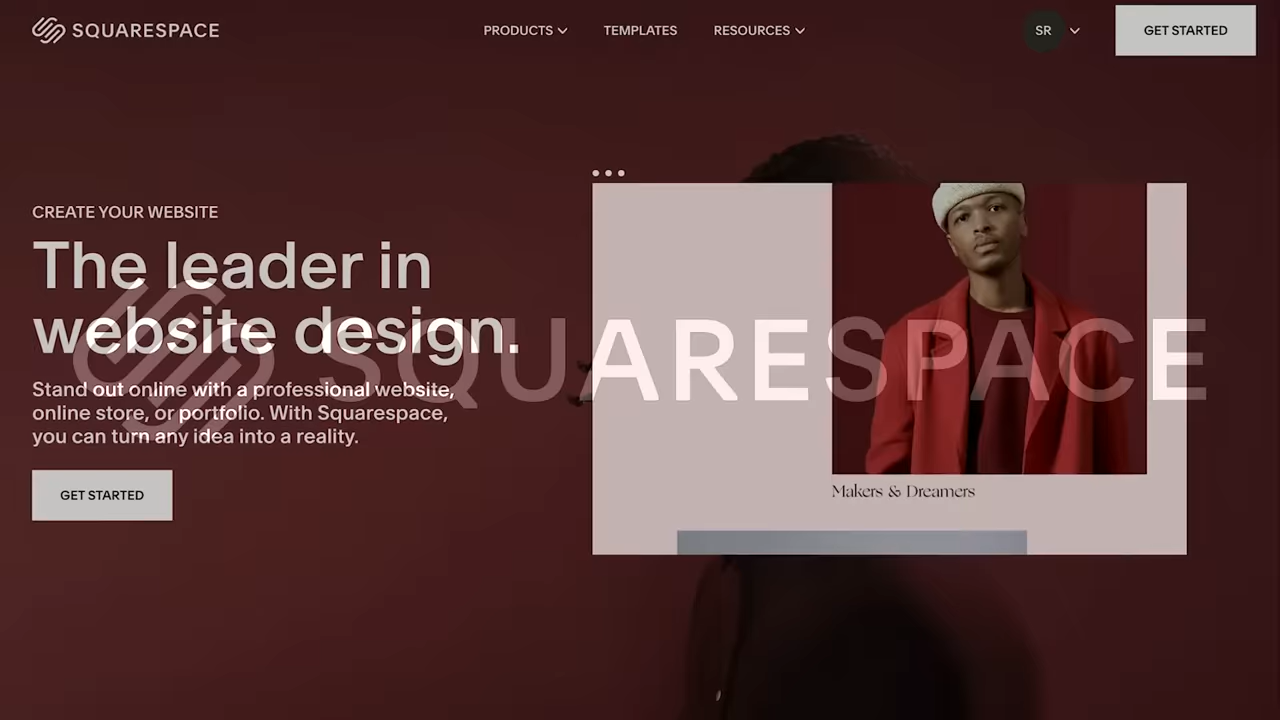 SQUARESPACE
PRODUCTS
TEMPLATES
RESOURCES
SR
GET STARTED
CREATE YOUR WEBSITE
The leader in
website design.
SQUARESPACE
Stand out online with a professional website,
online store, or portfolio. With Squarespace,
you can turn any idea into a reality.
GET STARTED
Makers & Dreamers